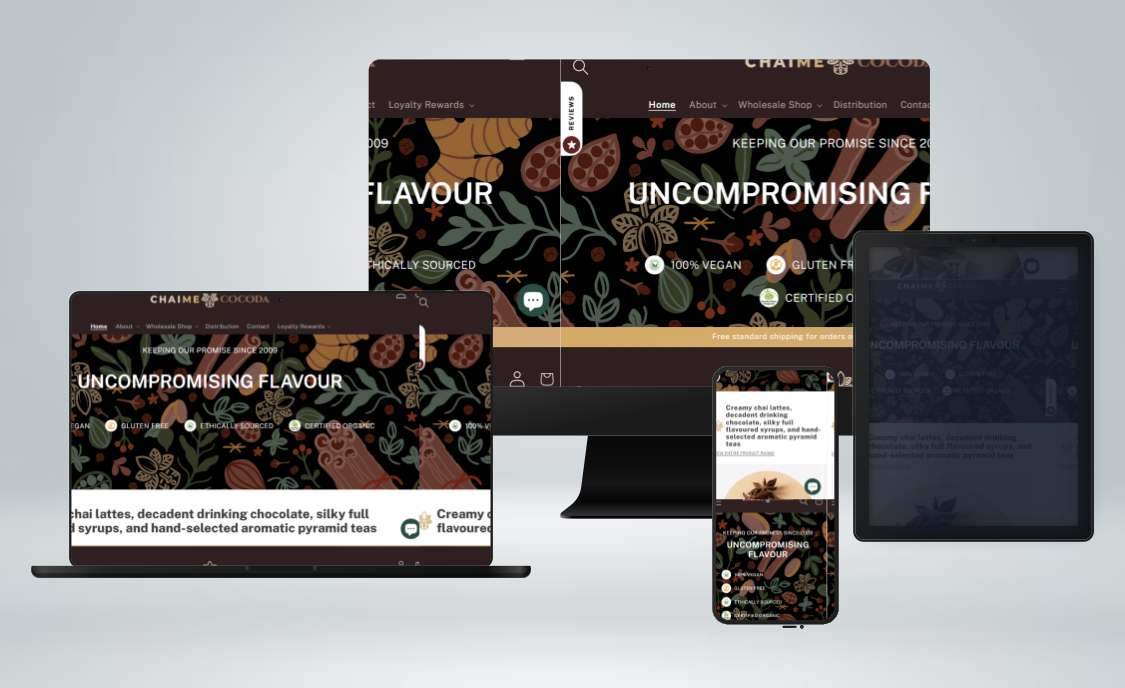 CHAIME COCODA
ct Loyalty Rewards
REVIEWS
Home About Wholesale Shop Distribution Contac
2009
KEEPING OUR PROMISE SINCE 20
FLAVOUR
UNCOMPROMISING F
THICALLY SOURCED
100% VEGAN GLUTEN FR
CERTIFIED O
Free standard shipping for orders o
CHAIME COCODA
Home About Wholesale Shop Distribution Contact Loyalty Rewards
KEEPING OUR PROMISE SINCE 2009
UNCOMPROMISING FLAVOUR
EGAN GLUTEN FREE ETHICALLY SOURCED CERTIFIED ORGANIC 100% V
chai lattes, decadent drinking chocolate, silky full
d syrups, and hand-selected aromatic pyramid teas
Creamy c
flavoured
Creamy chai lattes,
decadent drinking
chocolate, silky full
flavoured syrups, and hand-
selected aromatic pyramid
teas
EW ENTIRE PRODUCT RANGE
KEEPING OUR PROMISE SINCE 2009
UNCOMPROMISING
FLAVOUR
100% VEGAN
GLUTEN FREE
ETHICALLY SOURCED
CERTIFIED ORGANIC
UNCOMPROMISING FLAVOUR
Creamy chai lattes, decadent drinking
chocolate, silky full flavoured syrups, and
hand-selected aromatic pyramid teas